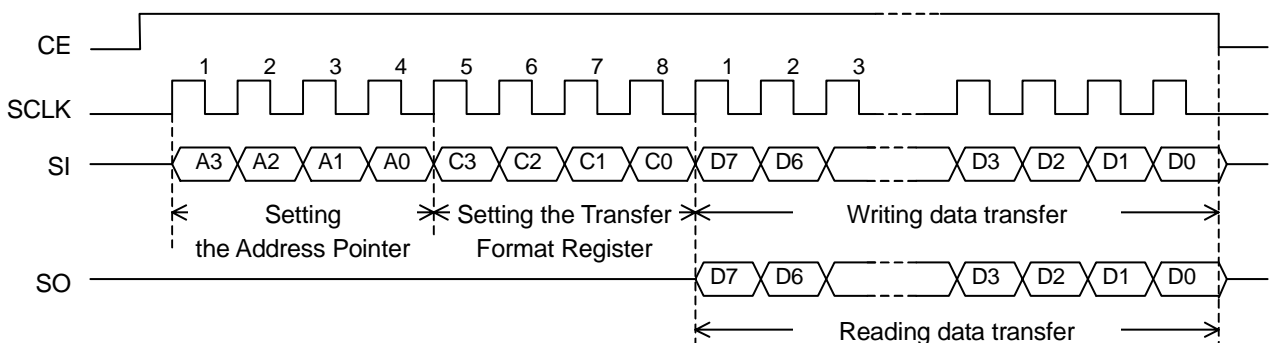 CE
1 2 3 4 5 6 7 8 1 2 3
SCLK
SI A3 A2 A1 A0 C3 C2 C1 C0 D7 D6 D3 D2 D1 D0
Setting Setting the Transfer Writing data transfer
the Address Pointer Format Register
SO D7 D6 D3 D2 D1 D0
Reading data transfer